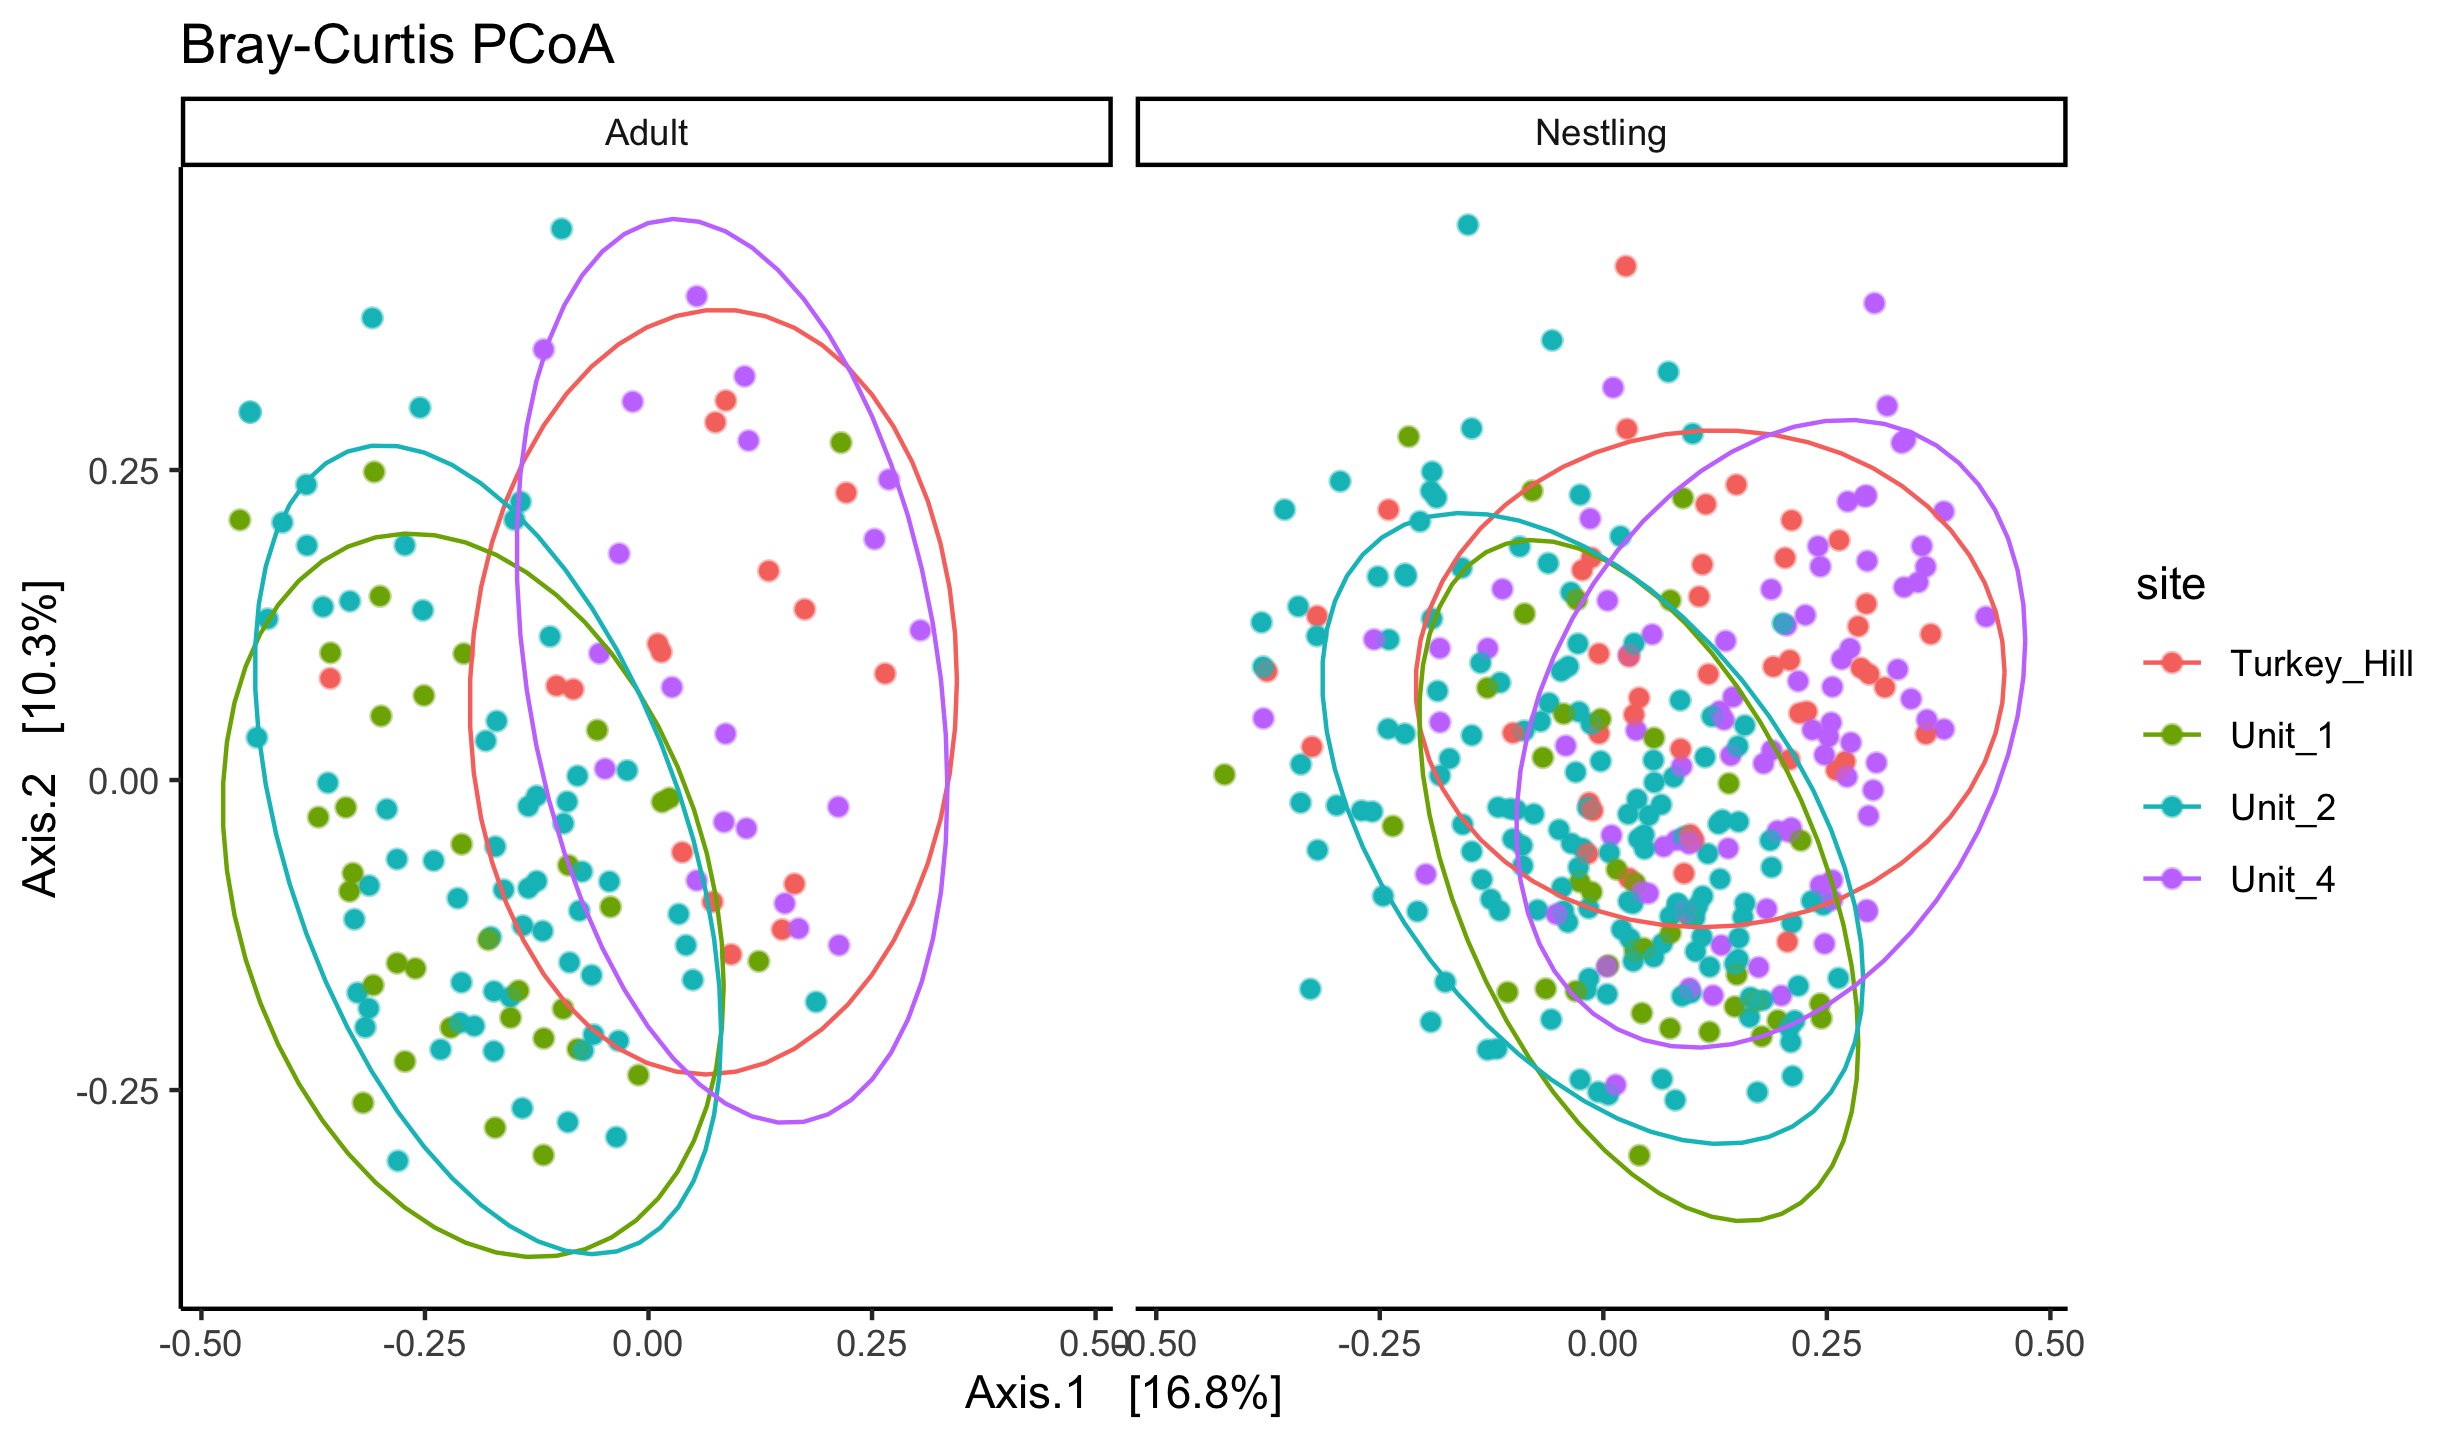 Bray-Curtis PCoA
Adult
Nestling
Axis.2 [10.3%]
0.25
0.00
-0.25
-0.50
-0.25
0.00
0.25
0.50
-0.50
-0.25
0.00
0.25
0.50
Axis.1 [16.8%]
site
Turkey_Hill
Unit_1
Unit_2
Unit_4